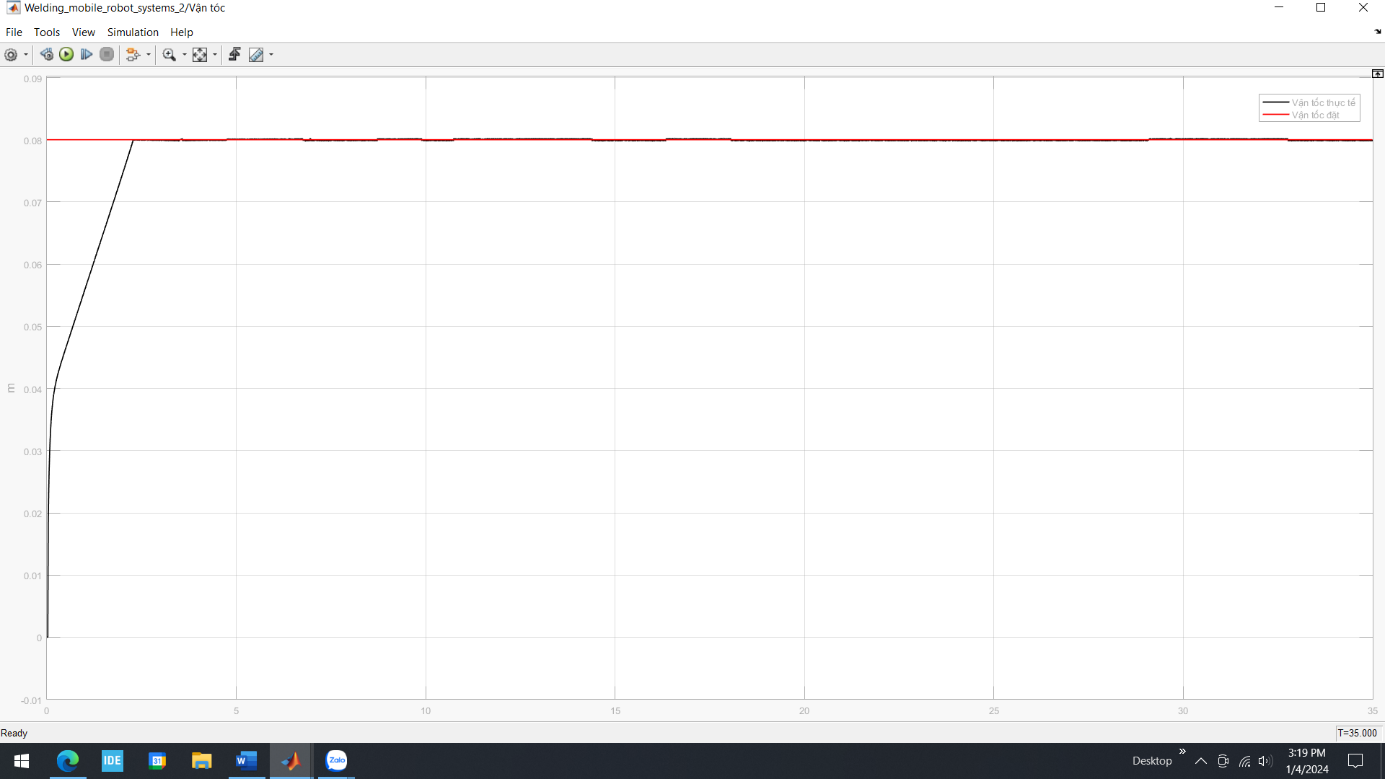 Welding_mobile_robot_systems_2/Vận tóc
File Tools View Simulation Help
0.09
0.08
0.07
0.06
0.05
0.04
0.03
0.02
0.01
0
-0.01
m
Vận tốc thực tế
Vận tốc đặt
0 5 10 15 20 25 30 35
Ready
T=35.000
IDE
31
W
Zalo
Desktop
3:19 PM
1/4/2024